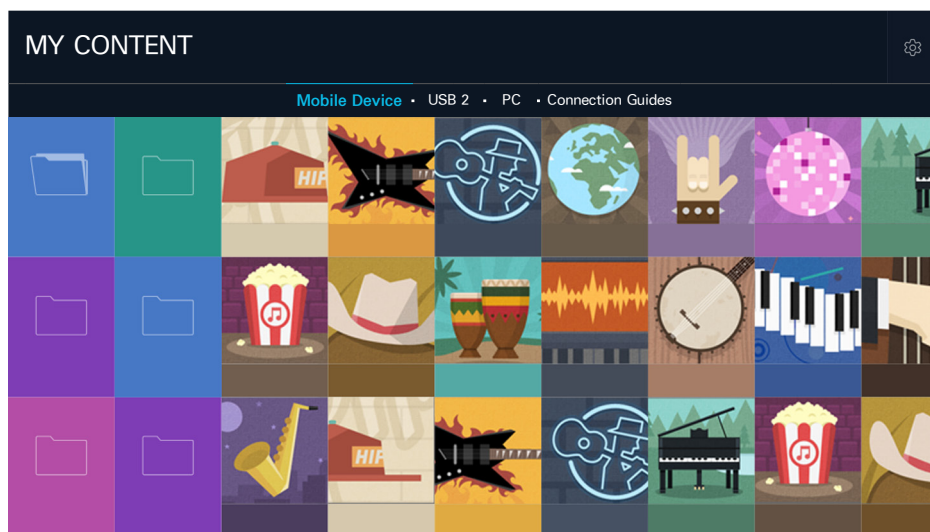 MY CONTENT
Mobile Device • USB 2 • PC • Connection Guides
HIP
HIP